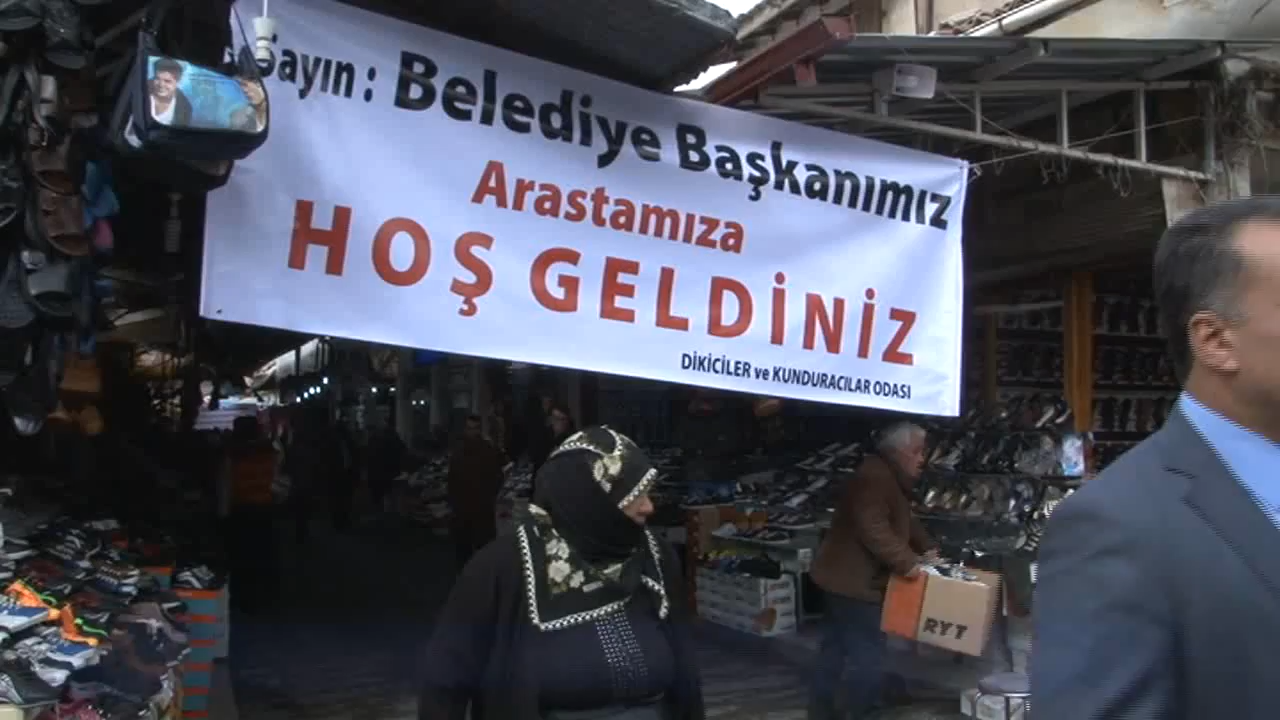 Sayın : Belediye Başkanımız
Arastamıza
HOŞ GELDİNİZ
DİKİCİLER ve KUNDURACILAR ODASI
RYT